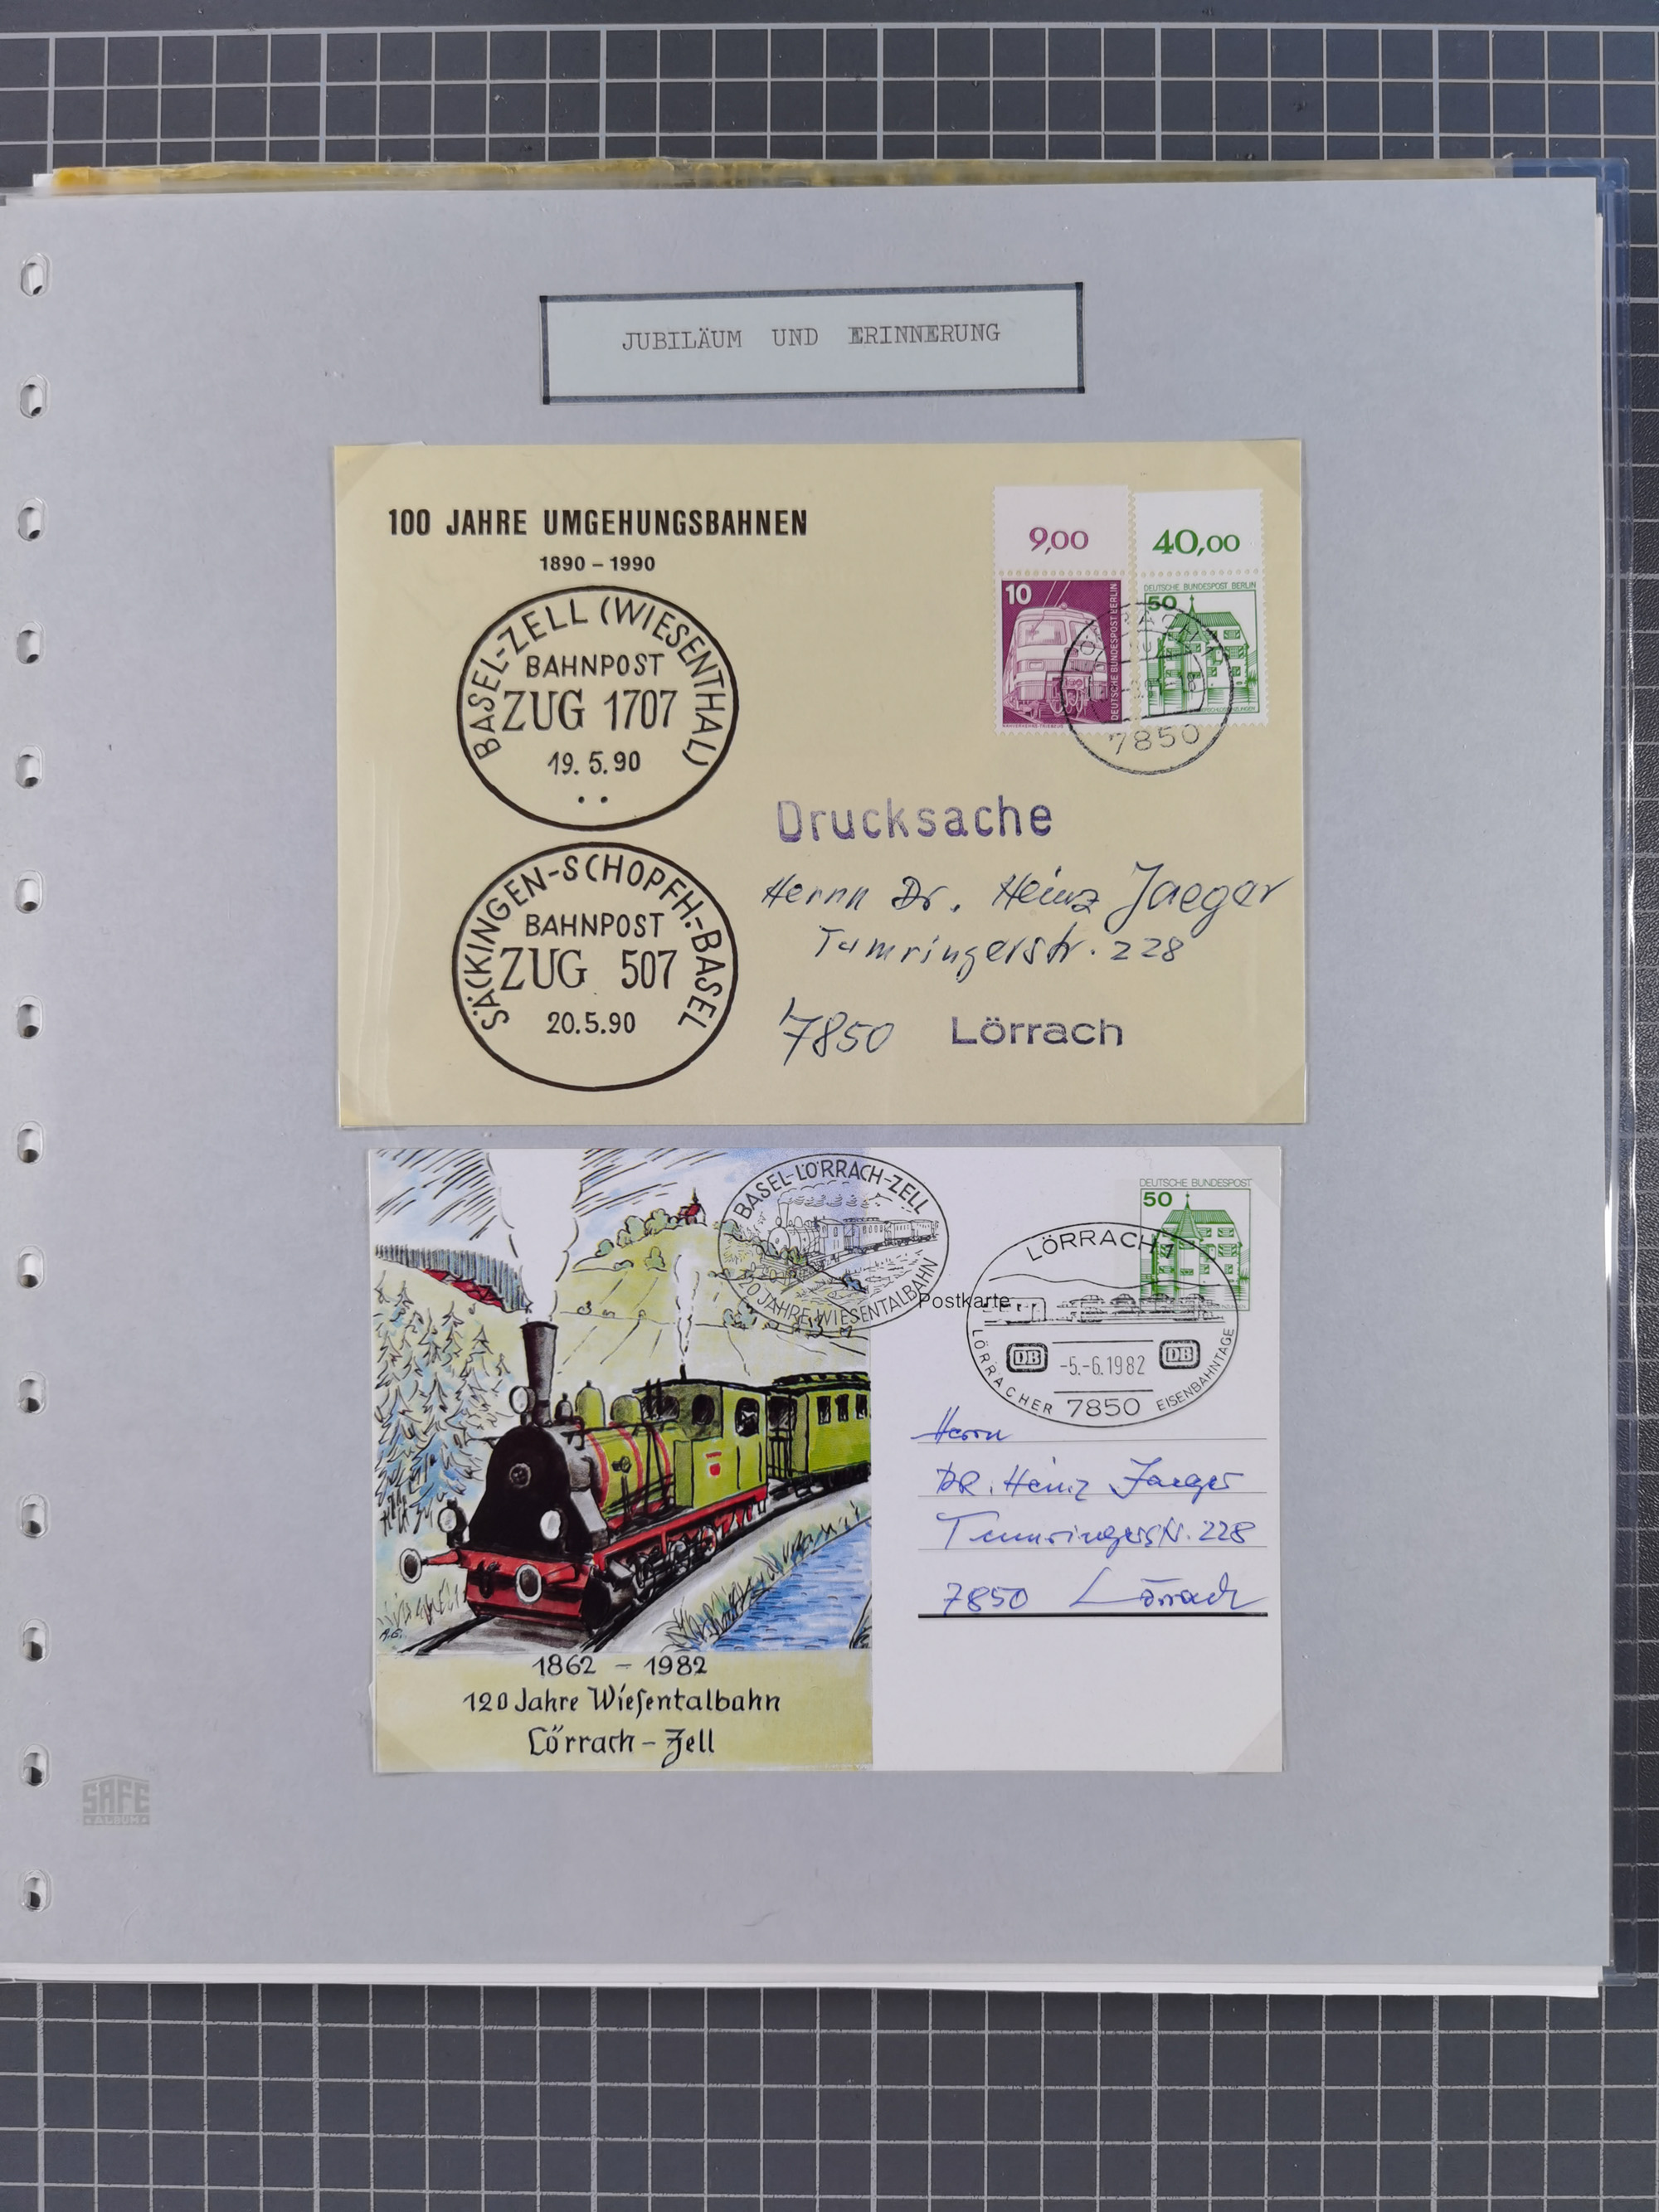 JUBILÄUM UND ERINNERUNG
100 JAHRE UMGEHUNGSBAHNEN
1890 – 1990
BASEL-ZELL (WIESENTHAL)
BAHNPOST
ZUG 1707
19. 5. 90
SÄCKINGEN-SCHOPFH.-BASEL
BAHNPOST
ZUG 507
20.5.90
9,00
40,00
10
DEUTSCHE BUNDESPOST BERLIN
DEUTSCHE BUNDESPOST BERLIN
50
7850
Drucksache
Herrn Dr. Heinz Jaeger
Tumringerstr. 228
7850 Lörrach
BASEL-LÖRRACH-ZELL
120 JAHRE WIESENTALBAHN
Postkarte
DEUTSCHE BUNDESPOST
50
LÖRRACH 1
DB -5.-6.1982 DB
LÖRRACHER 7850 EISENBAHNTAGE
Herrn
DR. Heinz Jaeger
Tumringerstr. 228
7850 Lörrach
A.G.
1862 – 1982
120 Jahre Wiesentalbahn
Lörrach – Zell
SAFE
ALBUM